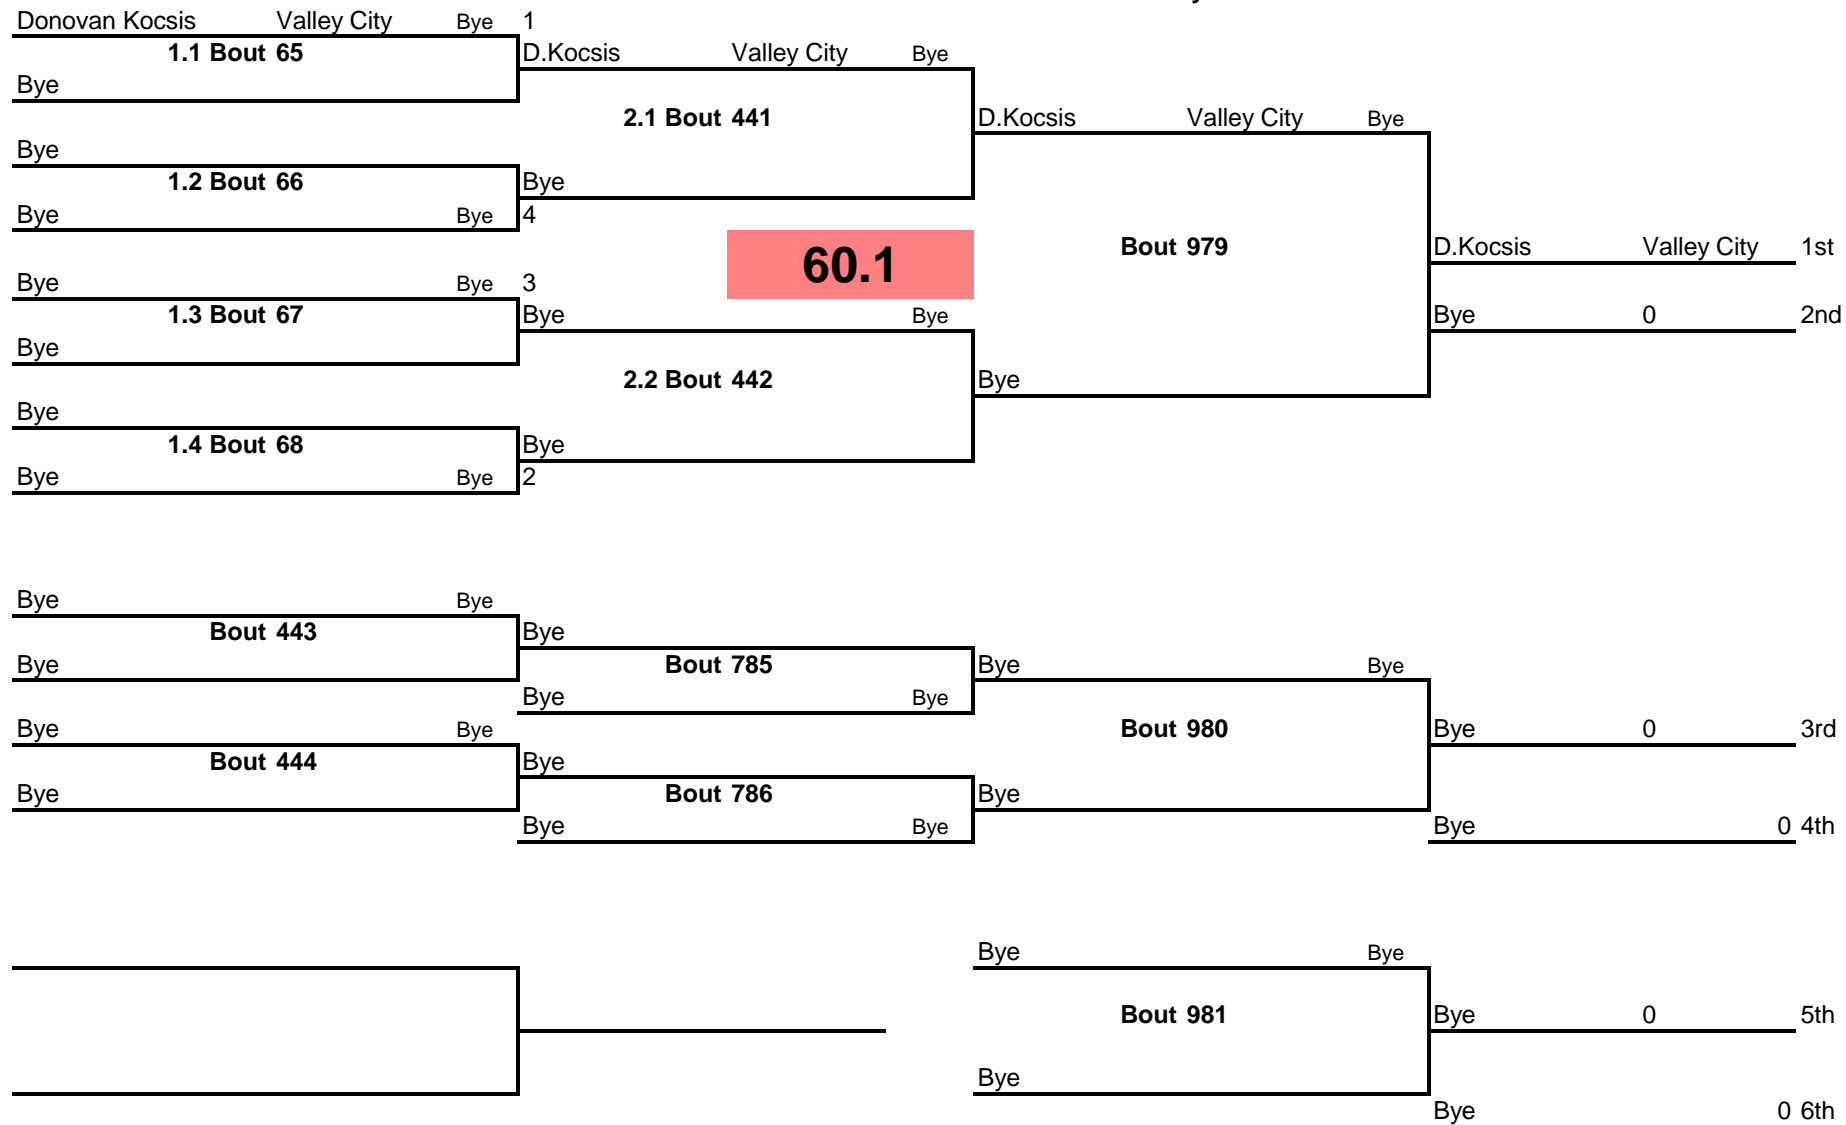 Donovan Kocsis Valley City Bye 1
1.1 Bout 65 D.Kocsis Valley City Bye
Bye
2.1 Bout 441 D.Kocsis Valley City Bye
Bye
1.2 Bout 66 Bye
Bye Bye 4
60.1 Bout 979 D.Kocsis Valley City 1st
Bye Bye 3
1.3 Bout 67 Bye Bye Bye 0 2nd
Bye
2.2 Bout 442 Bye
Bye
1.4 Bout 68 Bye
Bye Bye 2
Bye Bye
Bout 443 Bye
Bye Bout 785 Bye Bye
Bye Bye
Bye Bye Bout 980 Bye 0 3rd
Bout 444 Bye
Bye Bout 786 Bye
Bye Bye Bye 0 4th
Bye Bye
Bout 981 Bye 0 5th
Bye
Bye 0 6th